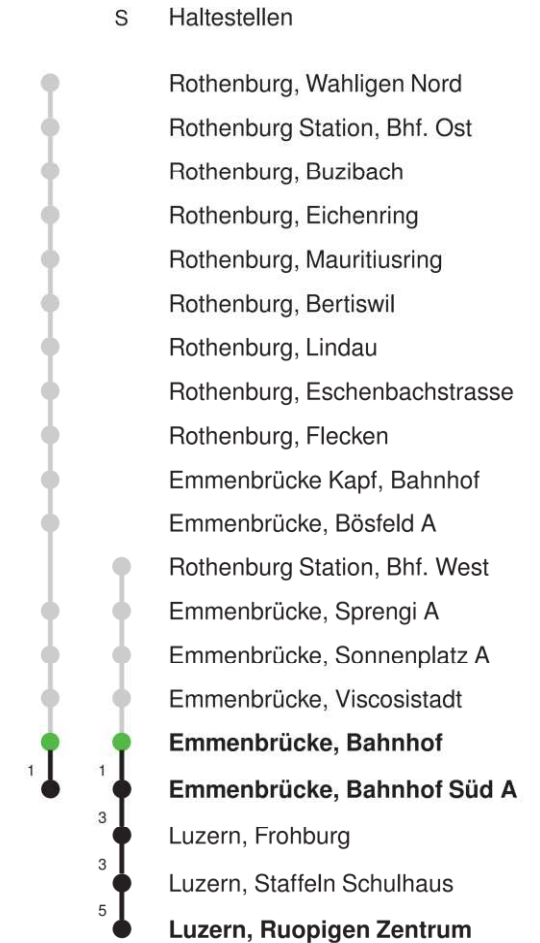 S Haltestellen
Rothenburg, Wahligen Nord
Rothenburg Station, Bhf. Ost
Rothenburg, Buzibach
Rothenburg, Eichenring
Rothenburg, Mauritiusring
Rothenburg, Bertiswil
Rothenburg, Lindau
Rothenburg, Eschenbachstrasse
Rothenburg, Flecken
Emmenbrücke Kapf, Bahnhof
Emmenbrücke, Bösfeld A
Rothenburg Station, Bhf. West
Emmenbrücke, Sprengi A
Emmenbrücke, Sonnenplatz A
Emmenbrücke, Viscosistadt
Emmenbrücke, Bahnhof
1 1 Emmenbrücke, Bahnhof Süd A
3 Luzern, Frohburg
3 Luzern, Staffeln Schulhaus
5 Luzern, Ruopigen Zentrum